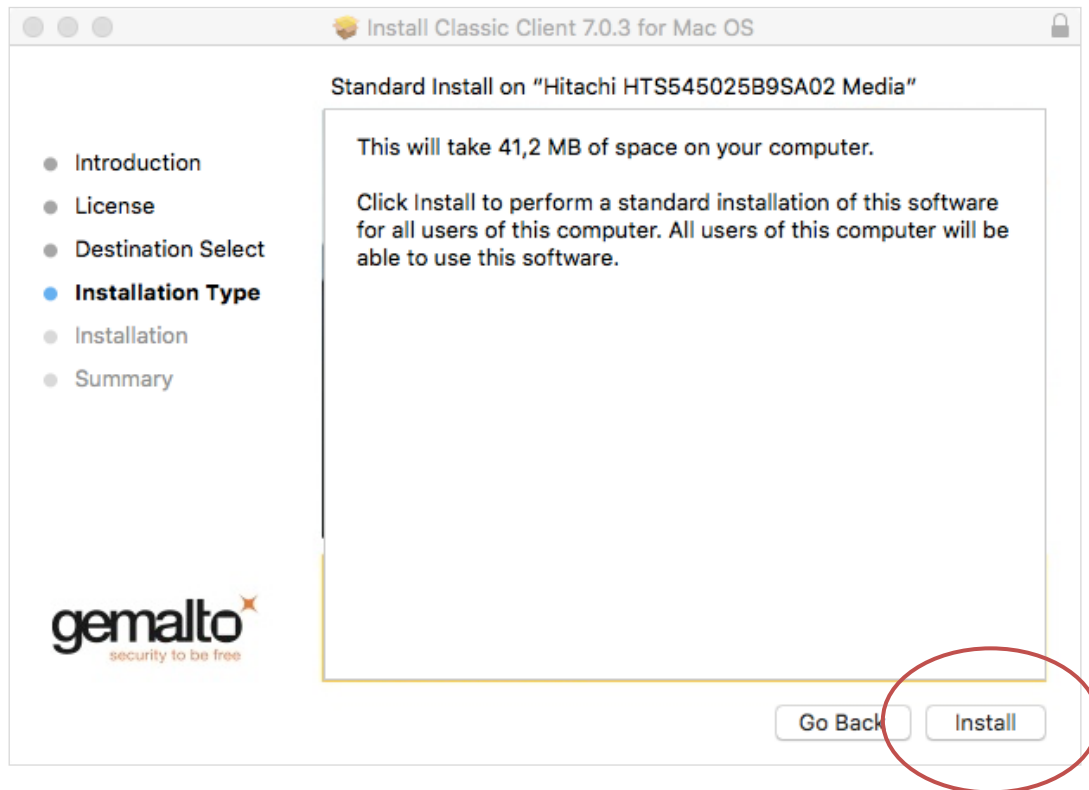 Install Classic Client 7.0.3 for Mac OS
Standard Install on “Hitachi HTS545025B9SA02 Media”
Introduction
License
Destination Select
Installation Type
Installation
Summary
This will take 41,2 MB of space on your computer.
Click Install to perform a standard installation of this software
for all users of this computer. All users of this computer will be
able to use this software.
gemalto
security to be free
Go Back
Install